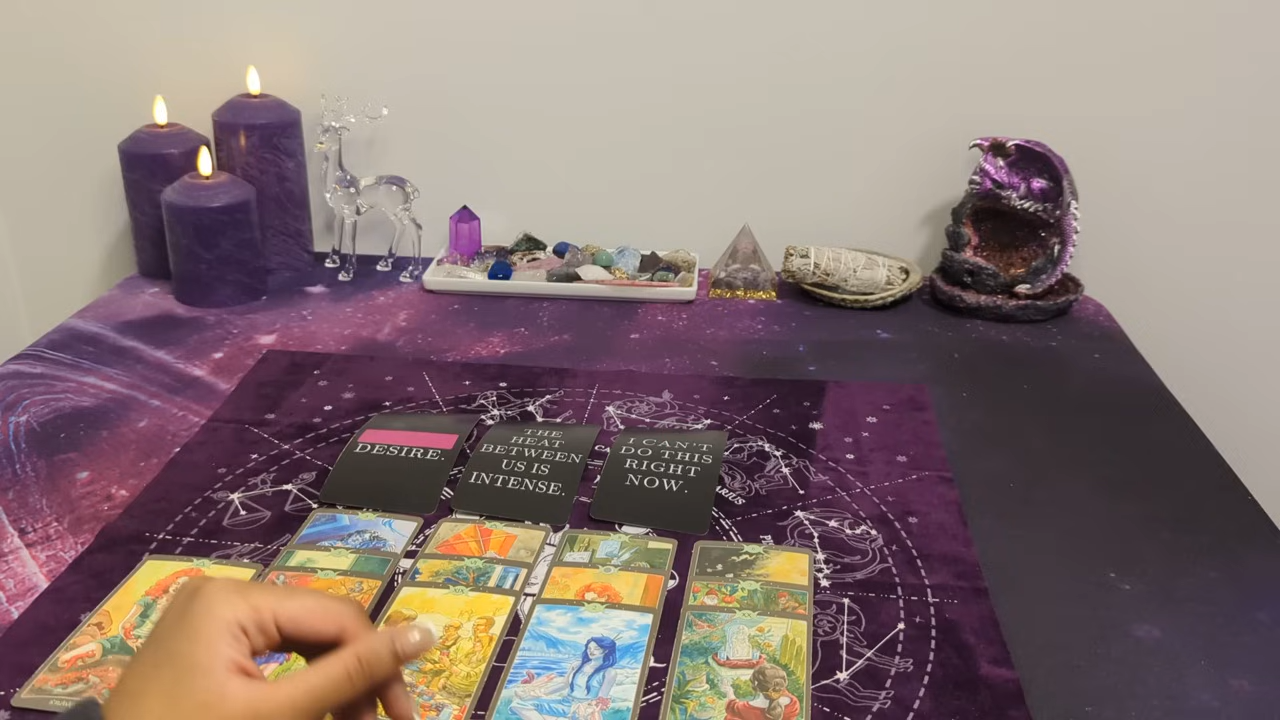 DESIRE.
THE
HEAT
BETWEEN
US IS
INTENSE.
I CAN'T
DO THIS
RIGHT
NOW.